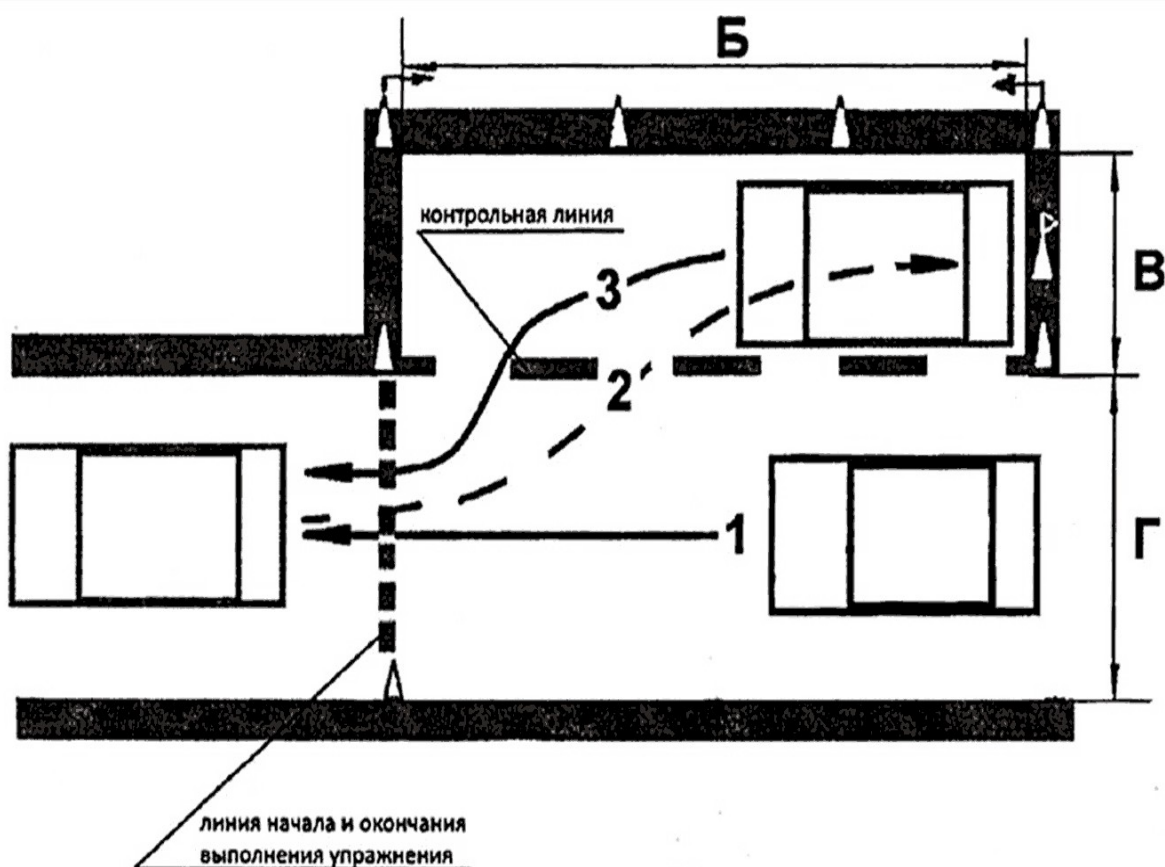 Б
контрольная линия
3
В
2
1
Г
линия начала и окончания
выполнения упражнения